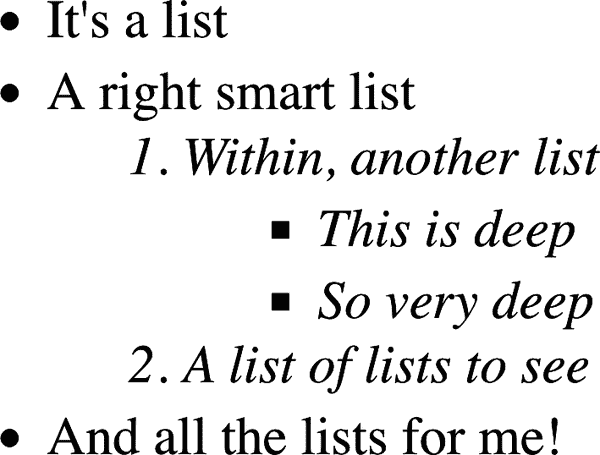 • It's a list
• A right smart list
1. Within, another list
▪ This is deep
▪ So very deep
2. A list of lists to see
• And all the lists for me!